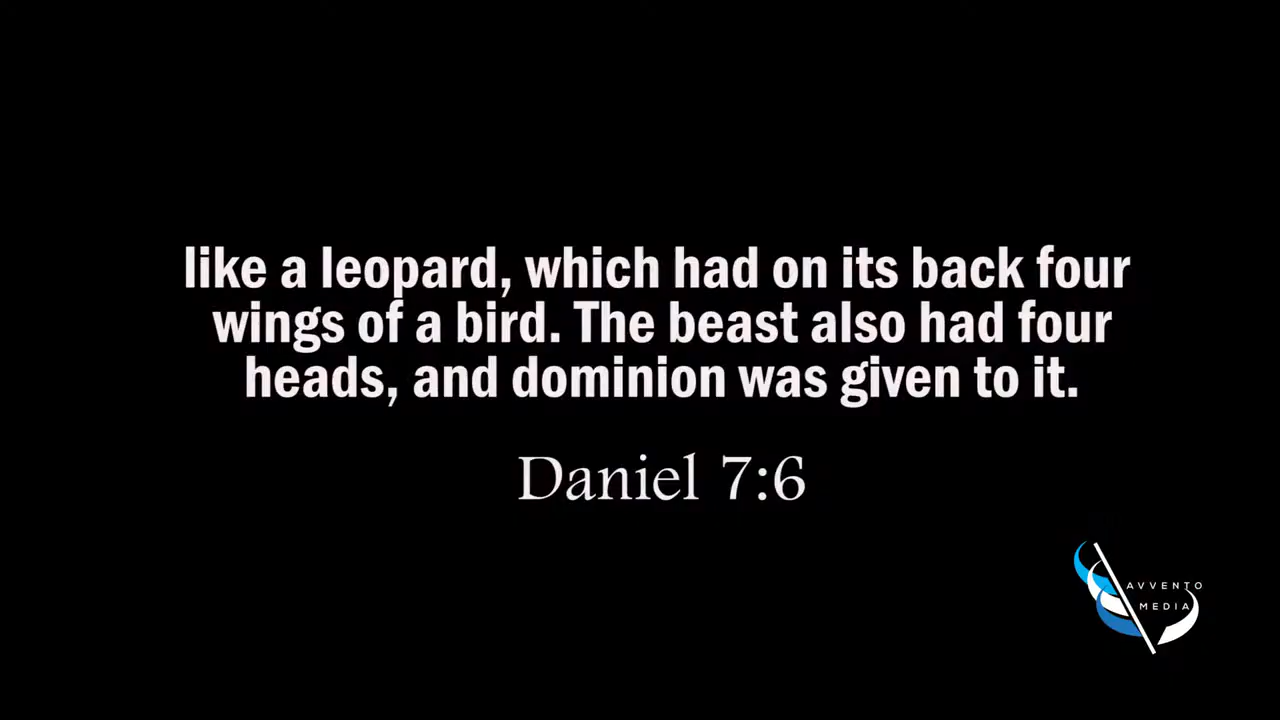 like a leopard, which had on its back four
wings of a bird. The beast also had four
heads, and dominion was given to it.
Daniel 7:6
AVVENTO
MEDIA